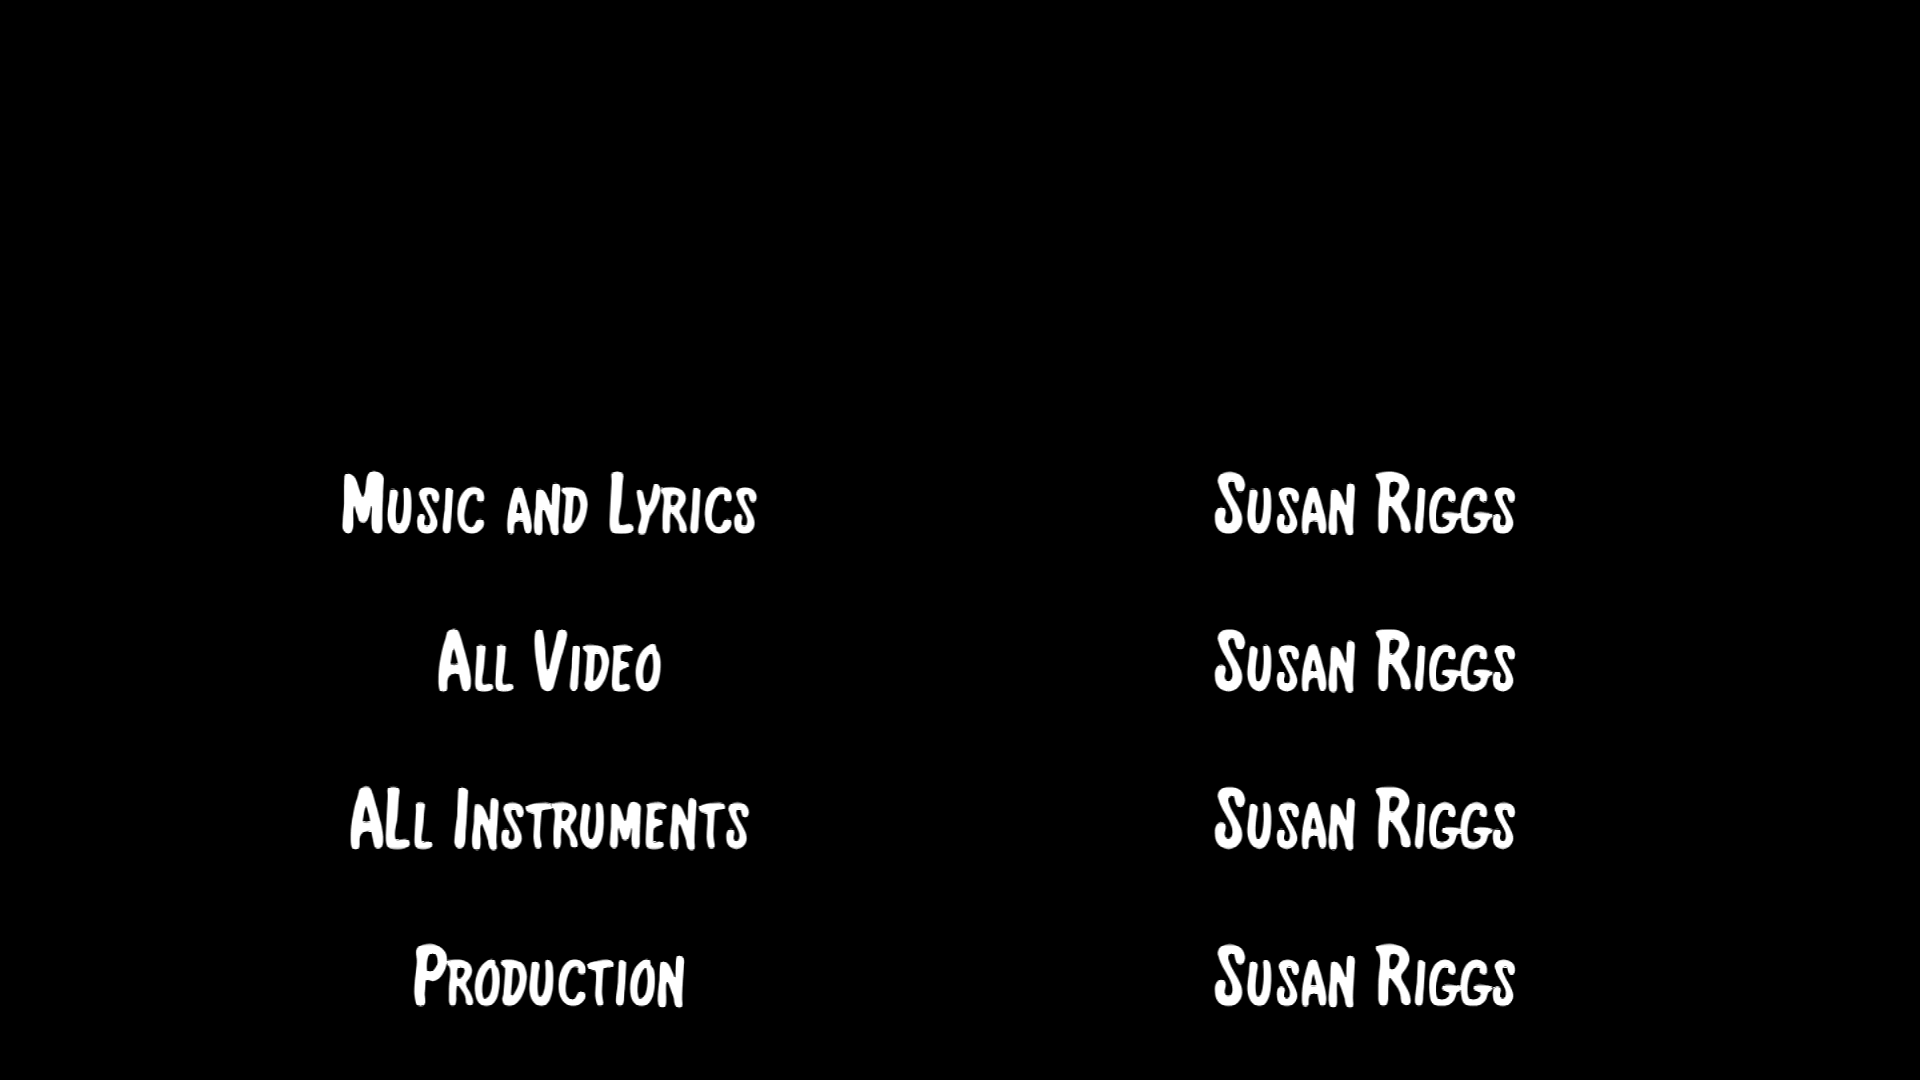 Music and Lyrics Susan Riggs
All Video Susan Riggs
ALl Instruments Susan Riggs
Production Susan Riggs